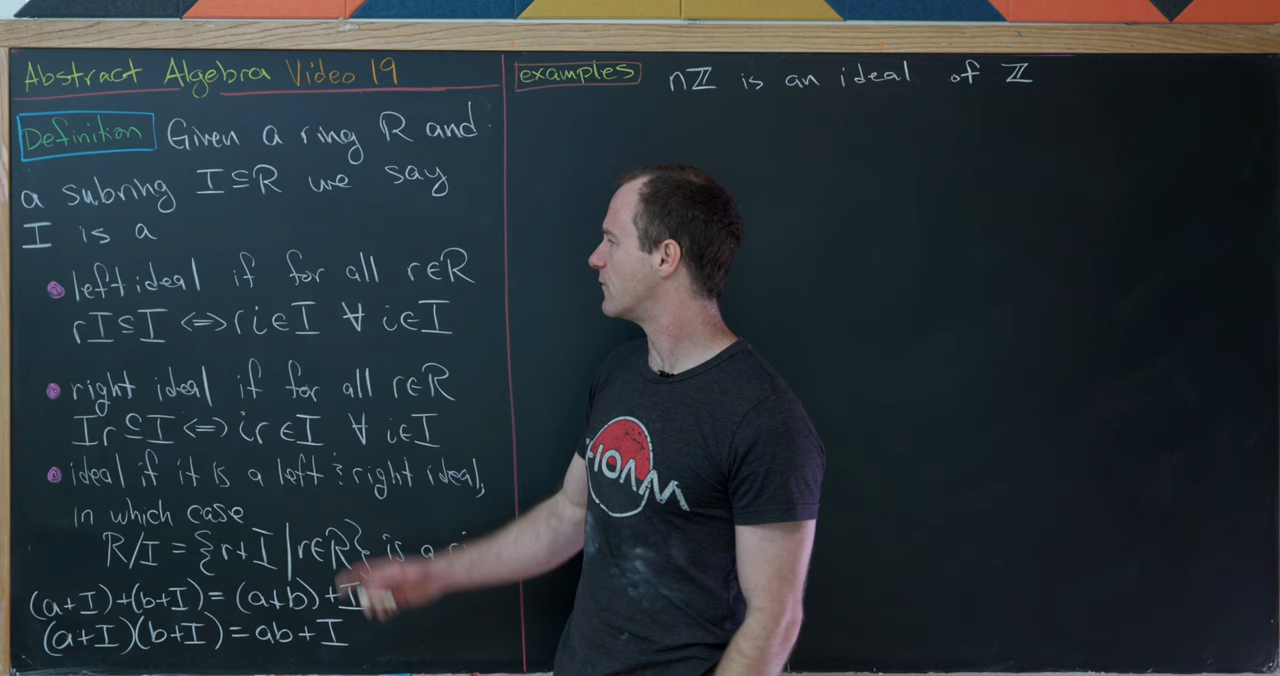 Abstract Algebra Video 19
Definition Given a ring R and
a subring I⊆R we say
I is a
• left ideal if for all r∈R
rI⊆I ⟺ ri∈I ∀ i∈I
• right ideal if for all r∈R
Ir⊆I ⟺ ir∈I ∀ i∈I
• ideal if it is a left & right ideal,
in which case
R/I = {r+I | r∈R} is a
(a+I)+(b+I) = (a+b)+I
(a+I)(b+I) = ab+I
examples nℤ is an ideal of ℤ